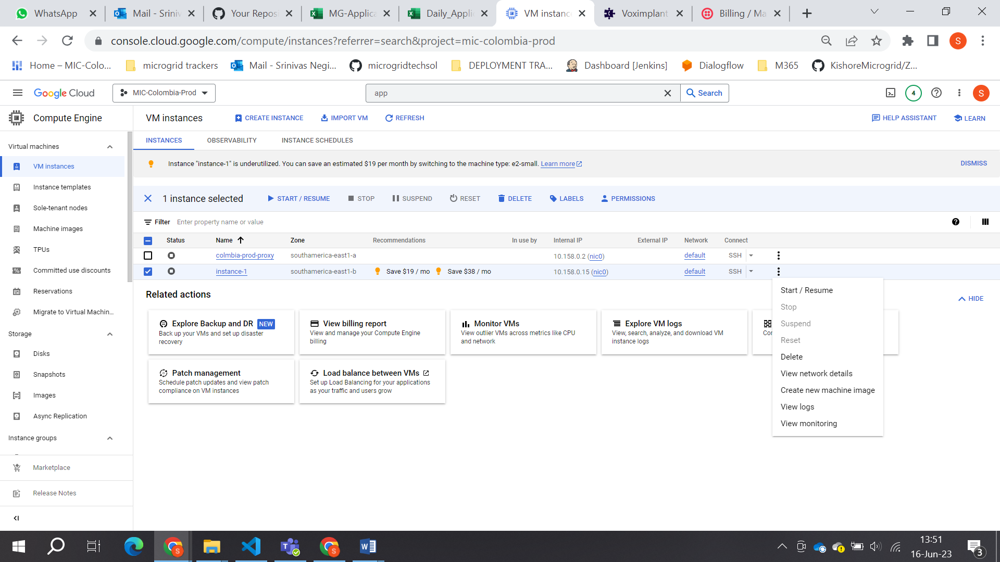 WhatsApp
Mail - Sriniv
Your Reposi
MG-Applica
Daily_Applic
VM instance
Voximplant
Billing / Ma
console.cloud.google.com/compute/instances?referrer=search&project=mic-colombia-prod
S
Home – MIC-Colo...
microgrid trackers
Mail - Srinivas Negi...
microgridtechsol
DEPLOYMENT TRA...
Dashboard [Jenkins]
Dialogflow
M365
KishoreMicrogrid/Z...
Google Cloud
MIC-Colombia-Prod
app
Search
4
S
Compute Engine
VM instances
CREATE INSTANCE
IMPORT VM
REFRESH
HELP ASSISTANT
LEARN
Virtual machines
VM instances
Instance templates
Sole-tenant nodes
Machine images
TPUs
Committed use discounts
Reservations
Migrate to Virtual Machin...
Storage
Disks
Snapshots
Images
Async Replication
Instance groups
Marketplace
Release Notes
INSTANCES
OBSERVABILITY
INSTANCE SCHEDULES
Instance "instance-1" is underutilized. You can save an estimated $19 per month by switching to the machine type: e2-small. Learn more
DISMISS
1 instance selected
START / RESUME
STOP
SUSPEND
RESET
DELETE
LABELS
PERMISSIONS
Filter Enter property name or value
Status Name Zone Recommendations In use by Internal IP External IP Network Connect
colmbia-prod-proxy southamerica-east1-a 10.158.0.2 (nic0) default SSH
instance-1 southamerica-east1-b Save $19 / mo Save $38 / mo 10.158.0.15 (nic0) default SSH
Related actions
HIDE
Explore Backup and DR NEW
Back up your VMs and set up disaster
recovery
View billing report
View and manage your Compute Engine
billing
Monitor VMs
View outlier VMs across metrics like CPU
and network
Explore VM logs
View, search, analyze, and download VM
instance logs
Patch management
Schedule patch updates and view patch
compliance on VM instances
Load balance between VMs
Set up Load Balancing for your applications
as your traffic and users grow
Start / Resume
Stop
Suspend
Reset
Delete
View network details
Create new machine image
View logs
View monitoring
13:51
16-Jun-23
3